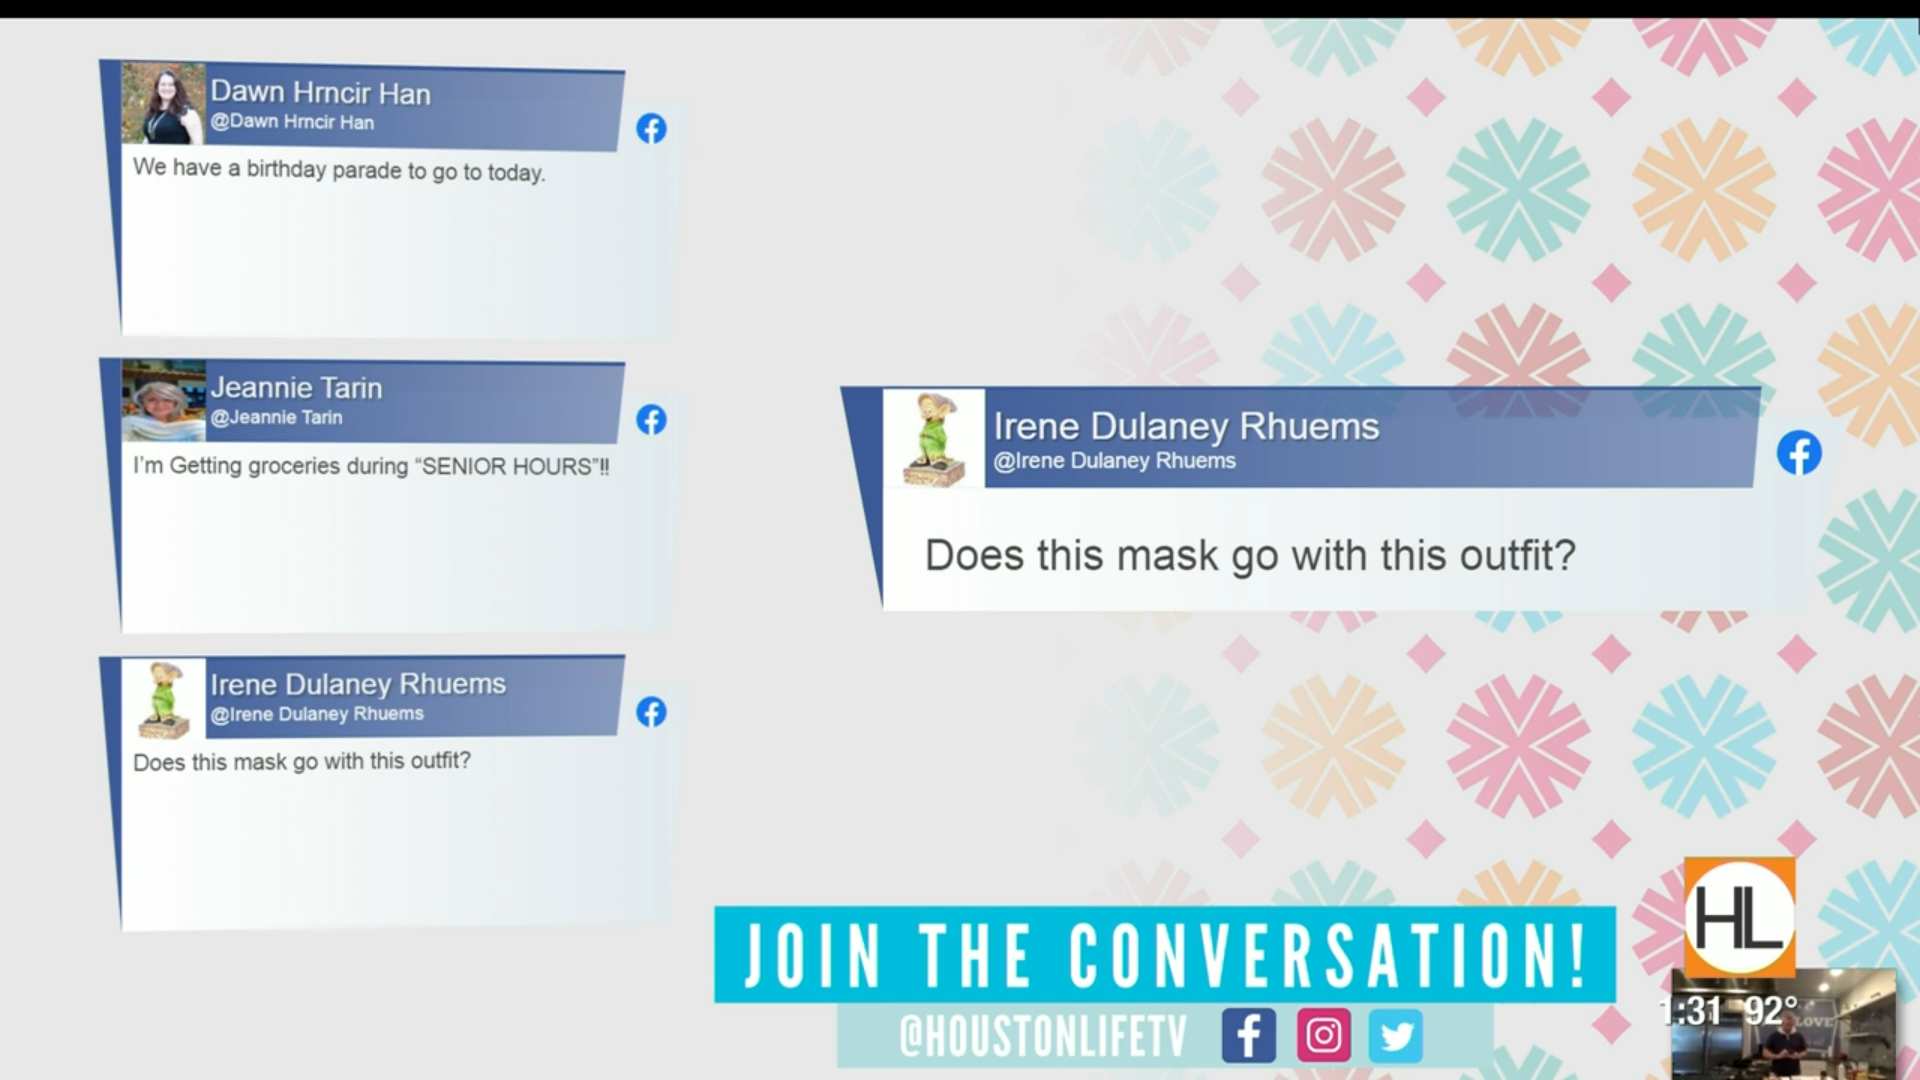 Dawn Hrncir Han
@Dawn Hrncir Han
We have a birthday parade to go to today.
Jeannie Tarin
@Jeannie Tarin
I'm Getting groceries during “SENIOR HOURS”!!
Irene Dulaney Rhuems
@Irene Dulaney Rhuems
Does this mask go with this outfit?
Irene Dulaney Rhuems
@Irene Dulaney Rhuems
Does this mask go with this outfit?
JOIN THE CONVERSATION!
@HOUSTONLIFETV
HL
1:31 92°
LOVE